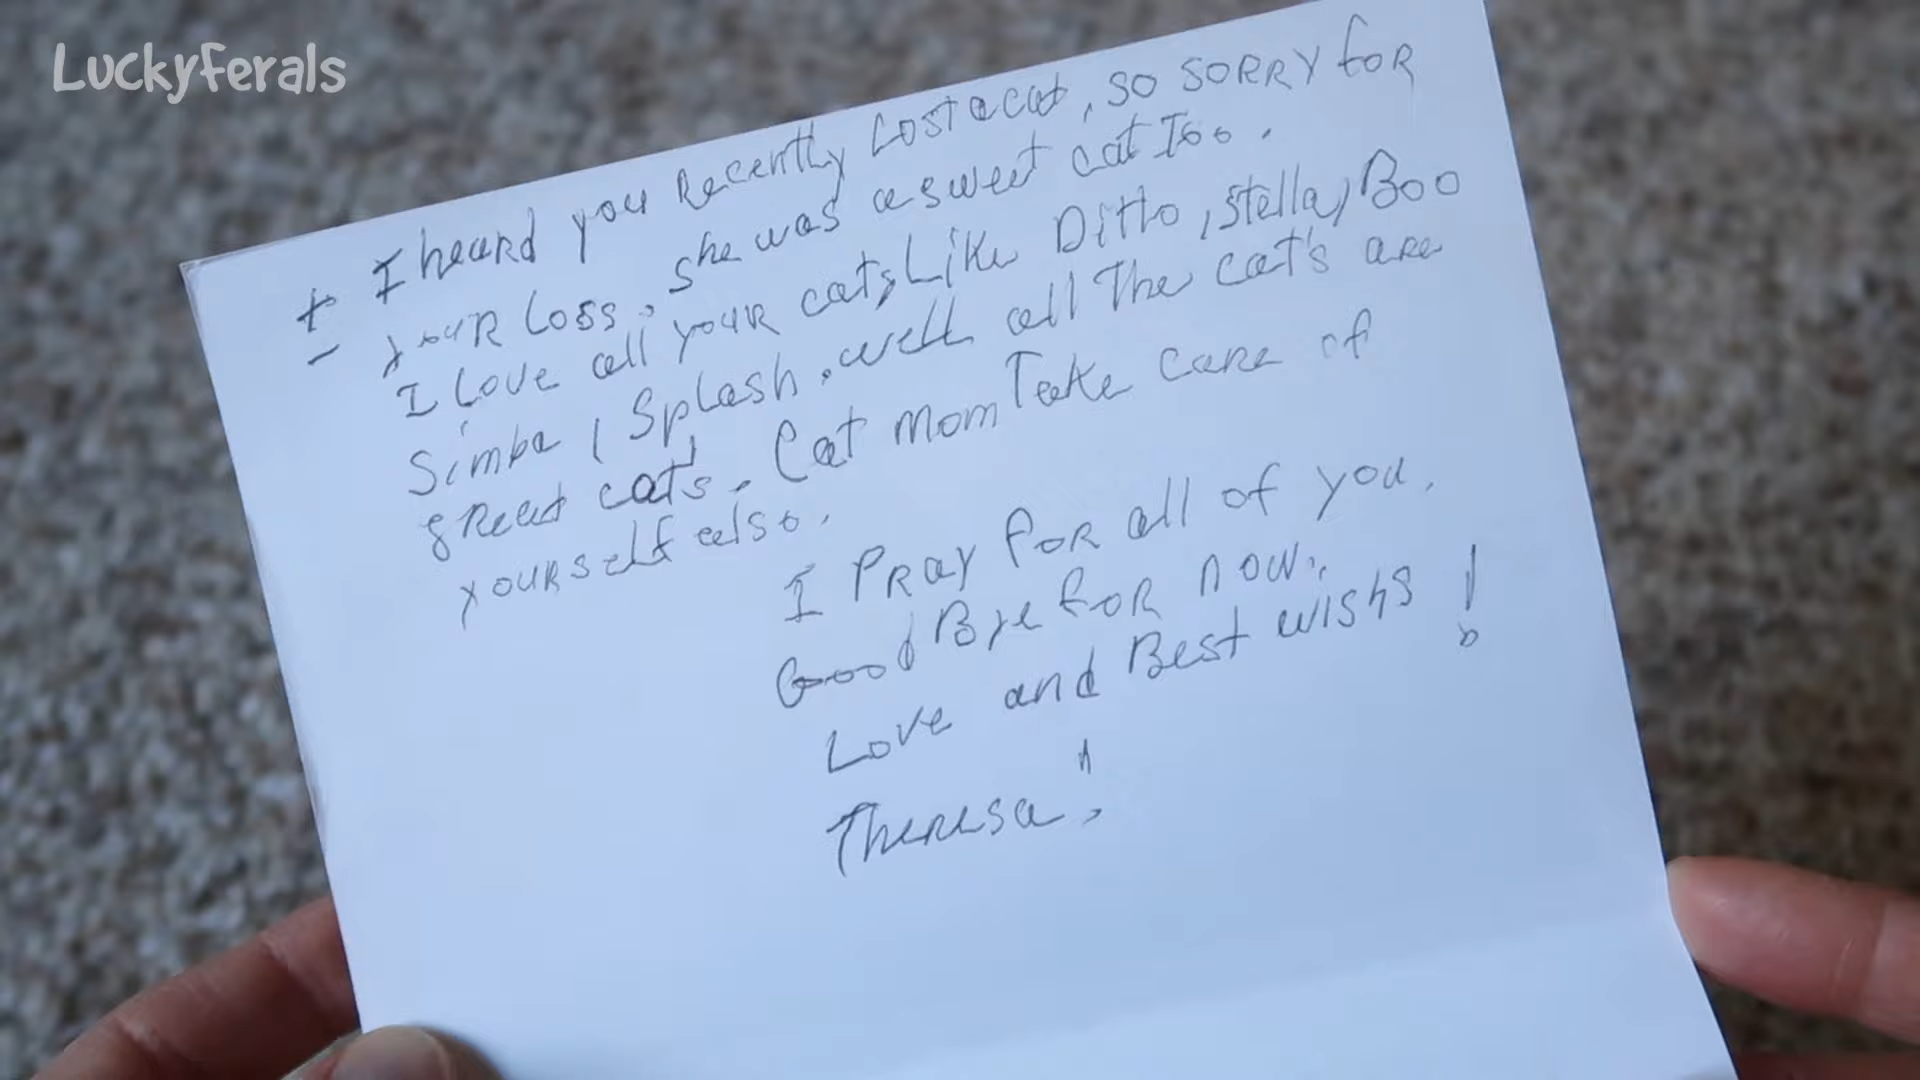 Luckyferals
I heard you Recently Lost a cat, so sorry for
your Loss. She was a sweet cat Too.
I Love all your cats, Like Ditto, Stella, Boo
Simba, Splash. well all The cat's are
great cat's. Cat Mom Take care of
yourself also.
I Pray for all of you.
Good Bye for now.
Love and Best wishs!
Theresa.